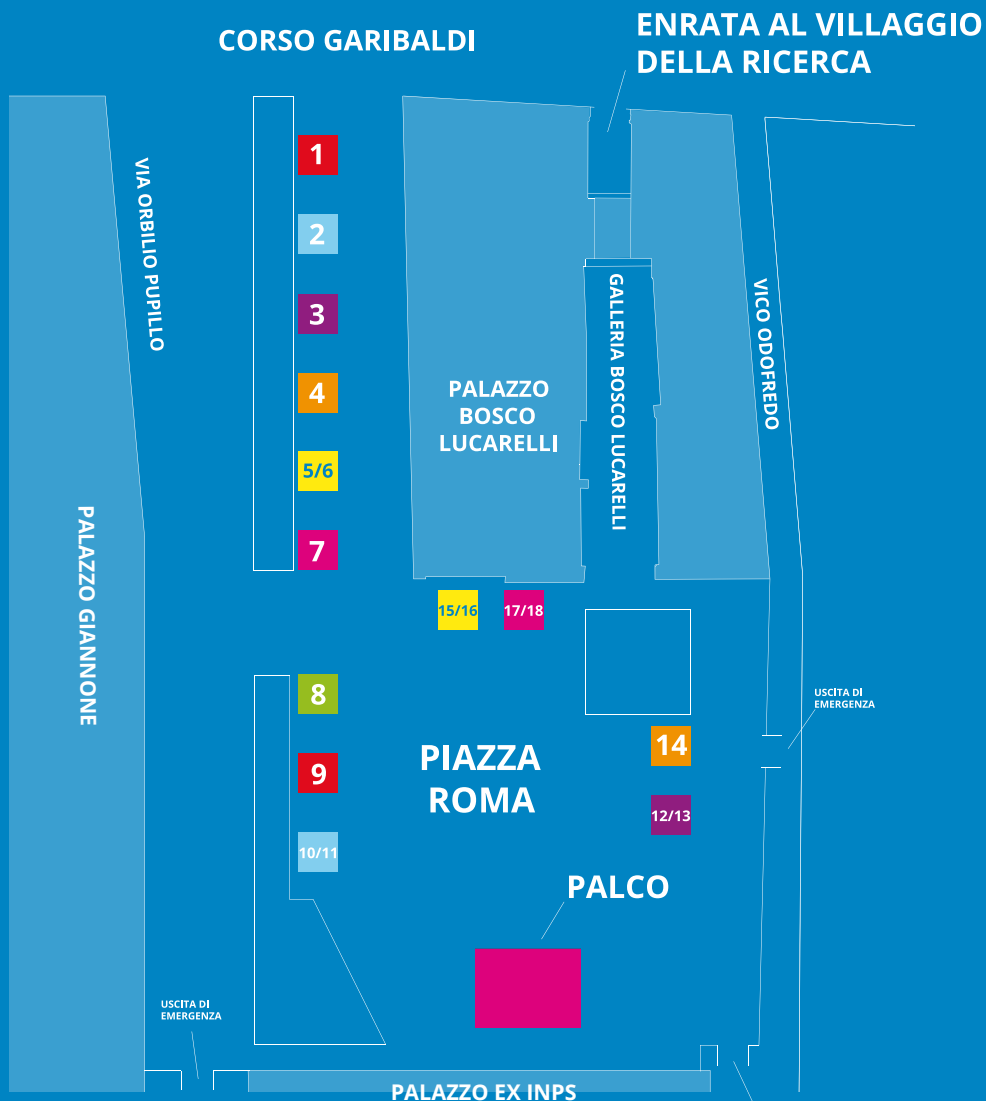 CORSO GARIBALDI
ENRATA AL VILLAGGIO
DELLA RICERCA
1
VIA ORBILIO PUPILLO
2
3
4
5/6
7
PALAZZO
BOSCO
LUCARELLI
GALLERIA BOSCO LUCARELLI
VICO ODOFREDO
PALAZZO GIANNONE
15/16
17/18
8
USCITA DI
EMERGENZA
9
PIAZZA
ROMA
14
12/13
10/11
PALCO
USCITA DI
EMERGENZA
PALAZZO EX INPS